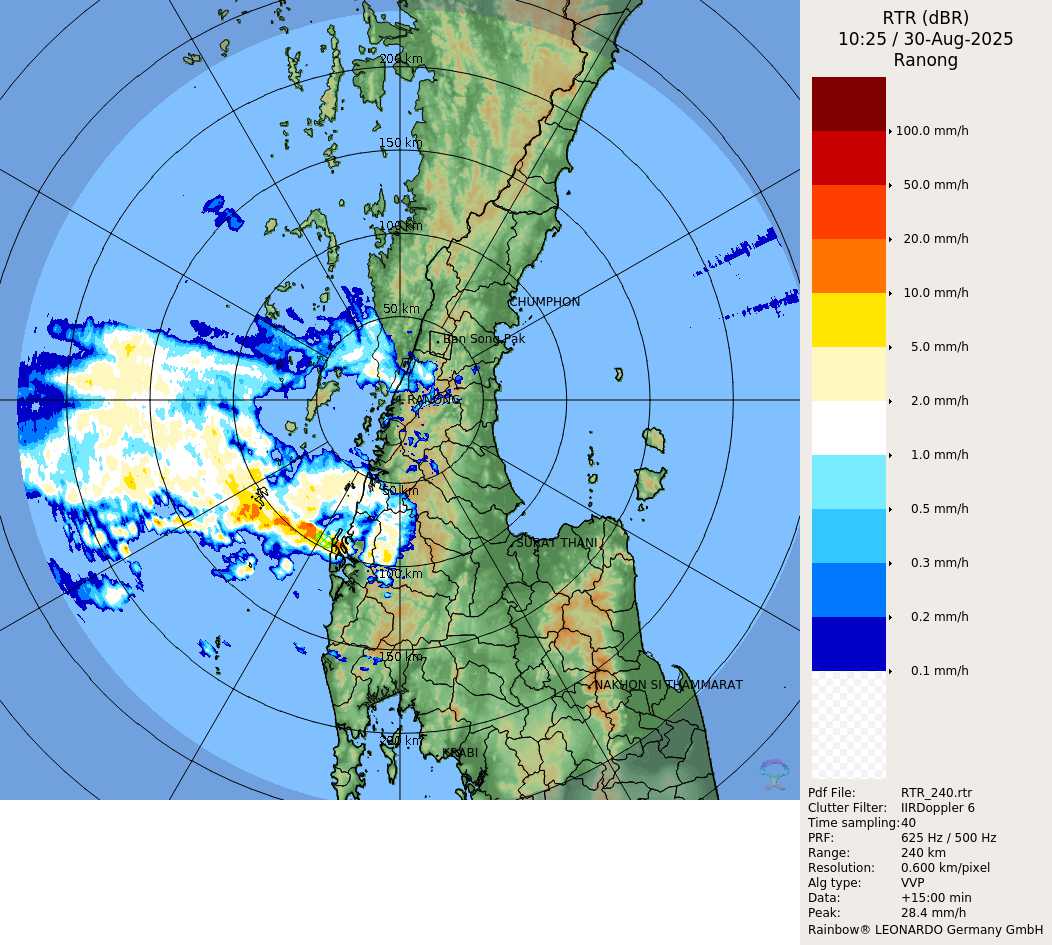 RTR (dBR)
10:25 / 30-Aug-2025
Ranong
200 km
150 km
100 km
50 km
CHUMPHON
Ban Song Pak
RANONG
50 km
SURAT THANI
100 km
150 km
NAKHON SI THAMMARAT
200 km
KRABI
100.0 mm/h
50.0 mm/h
20.0 mm/h
10.0 mm/h
5.0 mm/h
2.0 mm/h
1.0 mm/h
0.5 mm/h
0.3 mm/h
0.2 mm/h
0.1 mm/h
Pdf File: RTR_240.rtr
Clutter Filter: IIRDoppler 6
Time sampling:40
PRF: 625 Hz / 500 Hz
Range: 240 km
Resolution: 0.600 km/pixel
Alg type: VVP
Data: +15:00 min
Peak: 28.4 mm/h
Rainbow® LEONARDO Germany GmbH